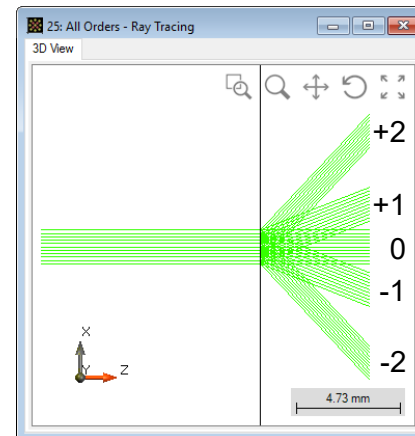 25: All Orders - Ray Tracing
3D View
+2
+1
0
-1
-2
X
Y
Z
4.73 mm